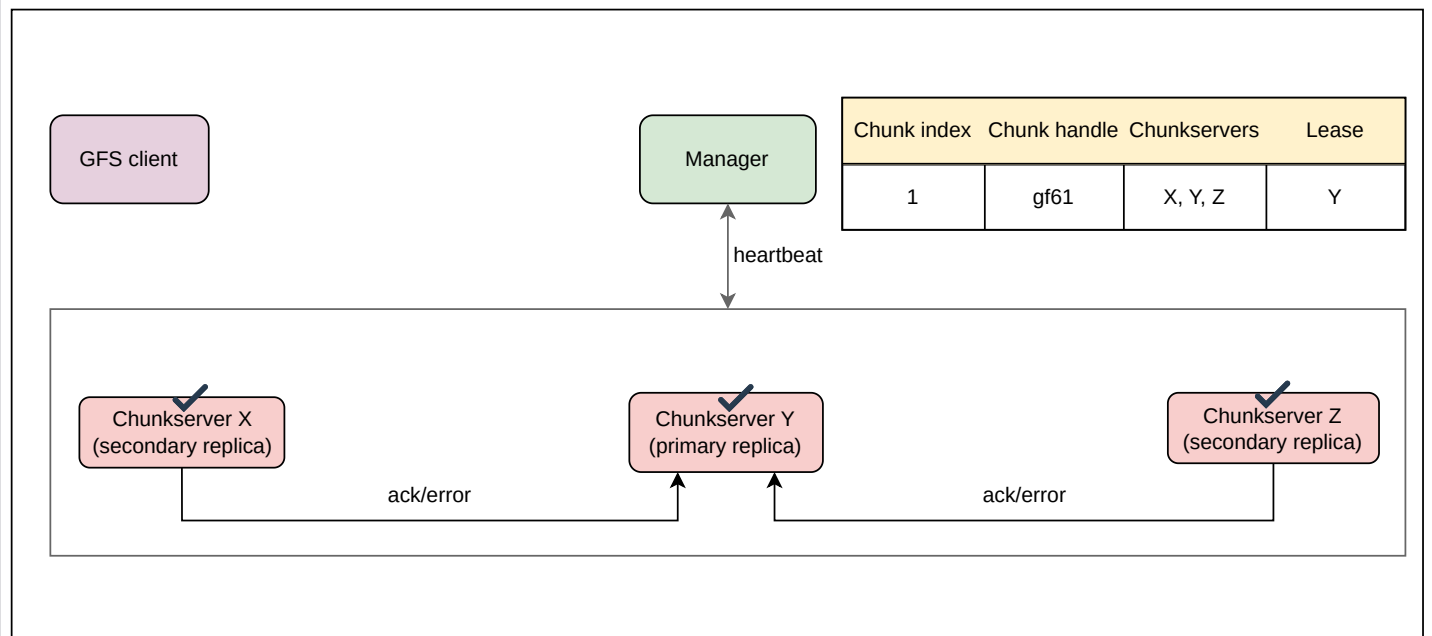 GFS client
Manager
Chunk index Chunk handle Chunkservers Lease
1 gf61 X, Y, Z Y
heartbeat
Chunkserver X
(secondary replica)
Chunkserver Y
(primary replica)
Chunkserver Z
(secondary replica)
ack/error
ack/error